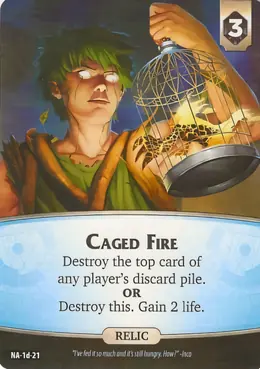 3
CAGED FIRE
Destroy the top card of
any player's discard pile.
OR
Destroy this. Gain 2 life.
RELIC
NA-1d-21
"I've fed it so much and it's still hungry. How?" -Inco